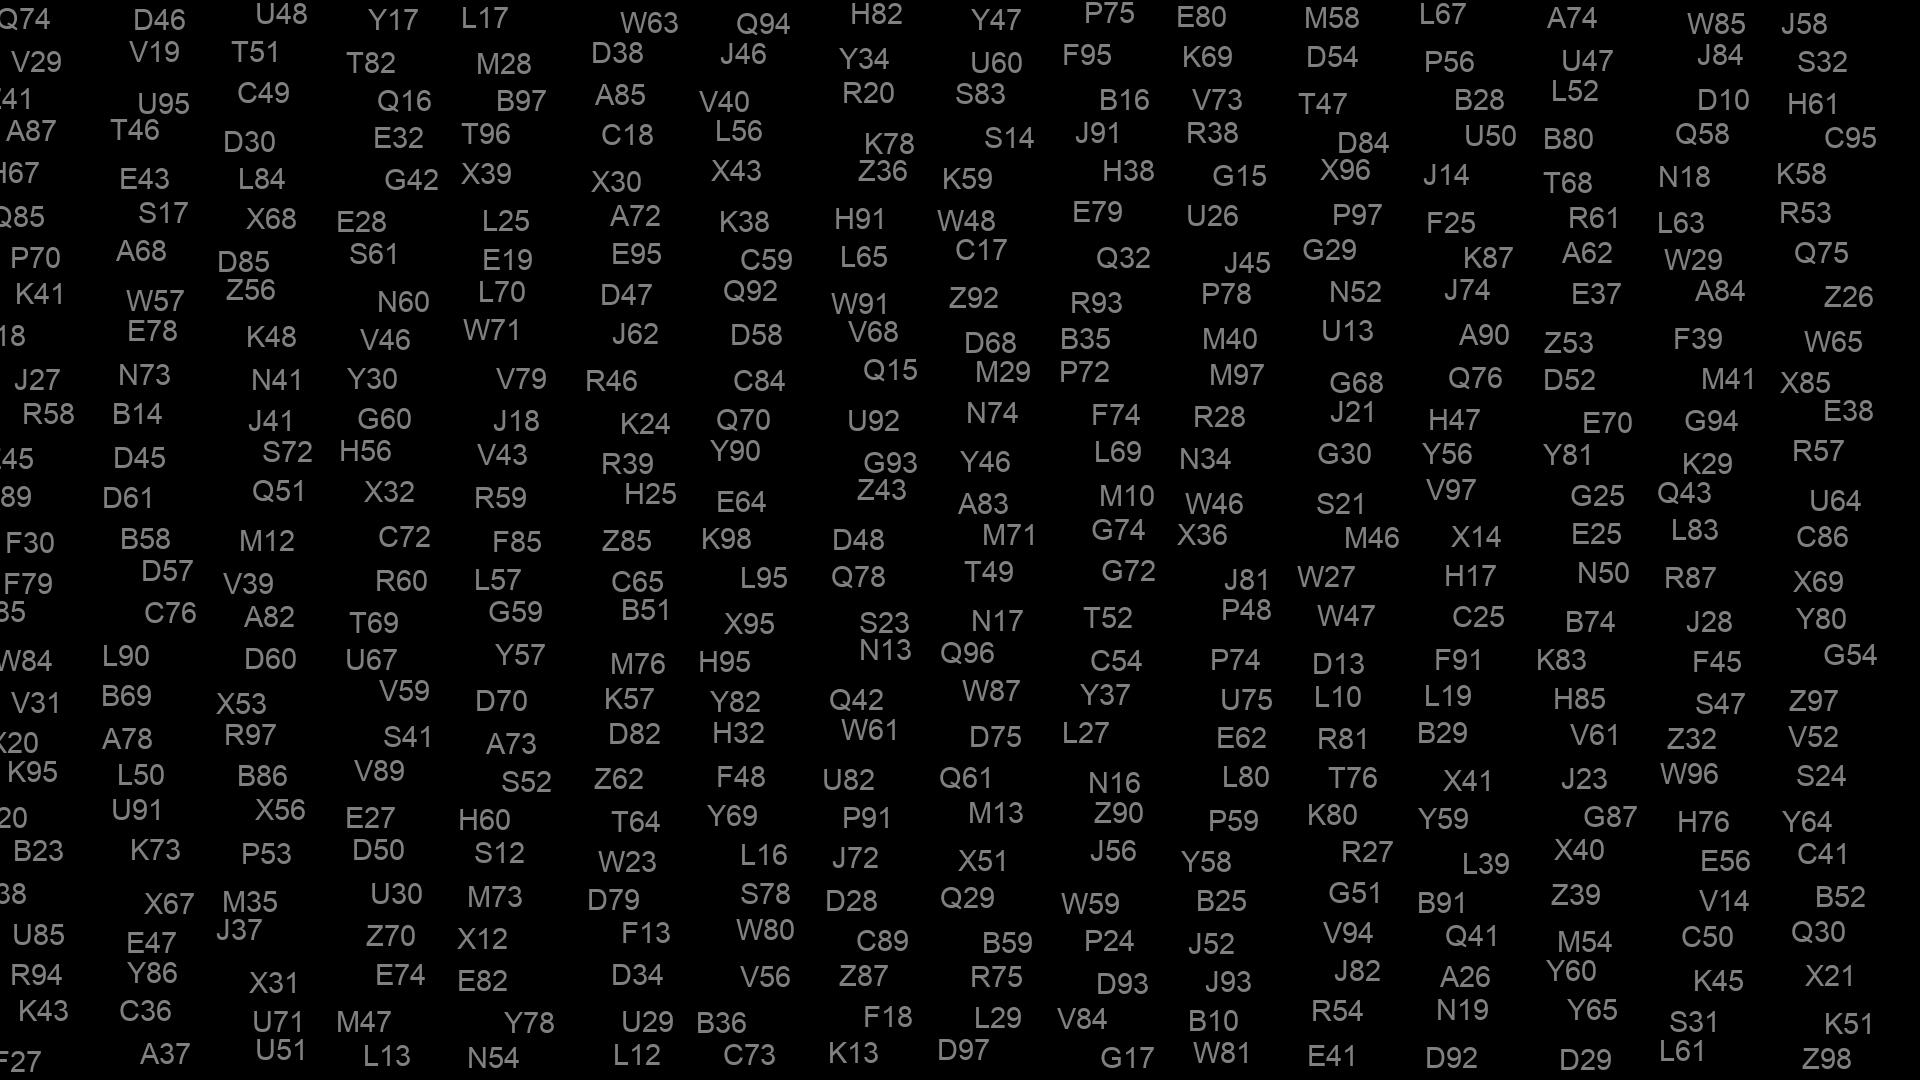 Q74 D46 U48 Y17 L17 W63 Q94 H82 Y47 P75 E80 M58 L67 A74 W85 J58
V29 V19 T51 T82 M28 D38 J46 Y34 U60 F95 K69 D54 P56 U47 J84 S32
41 U95 C49 Q16 B97 A85 V40 R20 S83 B16 V73 T47 B28 L52 D10 H61
A87 T46 D30 E32 T96 C18 L56 K78 S14 J91 R38 D84 U50 B80 Q58 C95
H67 E43 L84 G42 X39 X30 X43 Z36 K59 H38 G15 X96 J14 T68 N18 K58
Q85 S17 X68 E28 L25 A72 K38 H91 W48 E79 U26 P97 F25 R61 L63 R53
P70 A68 D85 S61 E19 E95 C59 L65 C17 Q32 J45 G29 K87 A62 W29 Q75
K41 W57 Z56 N60 L70 D47 Q92 W91 Z92 R93 P78 N52 J74 E37 A84 Z26
18 E78 K48 V46 W71 J62 D58 V68 D68 B35 M40 U13 A90 Z53 F39 W65
J27 N73 N41 Y30 V79 R46 C84 Q15 M29 P72 M97 G68 Q76 D52 M41 X85
R58 B14 J41 G60 J18 K24 Q70 U92 N74 F74 R28 J21 H47 E70 G94 E38
45 D45 S72 H56 V43 R39 Y90 G93 Y46 L69 N34 G30 Y56 Y81 K29 R57
89 D61 Q51 X32 R59 H25 E64 Z43 A83 M10 W46 S21 V97 G25 Q43 U64
F30 B58 M12 C72 F85 Z85 K98 D48 M71 G74 X36 M46 X14 E25 L83 C86
F79 D57 V39 R60 L57 C65 L95 Q78 T49 G72 J81 W27 H17 N50 R87 X69
85 C76 A82 T69 G59 B51 X95 S23 N17 T52 P48 W47 C25 B74 J28 Y80
W84 L90 D60 U67 Y57 M76 H95 N13 Q96 C54 P74 D13 F91 K83 F45 G54
V31 B69 X53 V59 D70 K57 Y82 Q42 W87 Y37 U75 L10 L19 H85 S47 Z97
X20 A78 R97 S41 A73 D82 H32 W61 D75 L27 E62 R81 B29 V61 Z32 V52
K95 L50 B86 V89 S52 Z62 F48 U82 Q61 N16 L80 T76 X41 J23 W96 S24
20 U91 X56 E27 H60 T64 Y69 P91 M13 Z90 P59 K80 Y59 G87 H76 Y64
B23 K73 P53 D50 S12 W23 L16 J72 X51 J56 Y58 R27 L39 X40 E56 C41
38 X67 M35 U30 M73 D79 S78 D28 Q29 W59 B25 G51 B91 Z39 V14 B52
U85 E47 J37 Z70 X12 F13 W80 C89 B59 P24 J52 V94 Q41 M54 C50 Q30
R94 Y86 X31 E74 E82 D34 V56 Z87 R75 D93 J93 J82 A26 Y60 K45 X21
K43 C36 U71 M47 Y78 U29 B36 F18 L29 V84 B10 R54 N19 Y65 S31 K51
F27 A37 U51 L13 N54 L12 C73 K13 D97 G17 W81 E41 D92 D29 L61 Z98